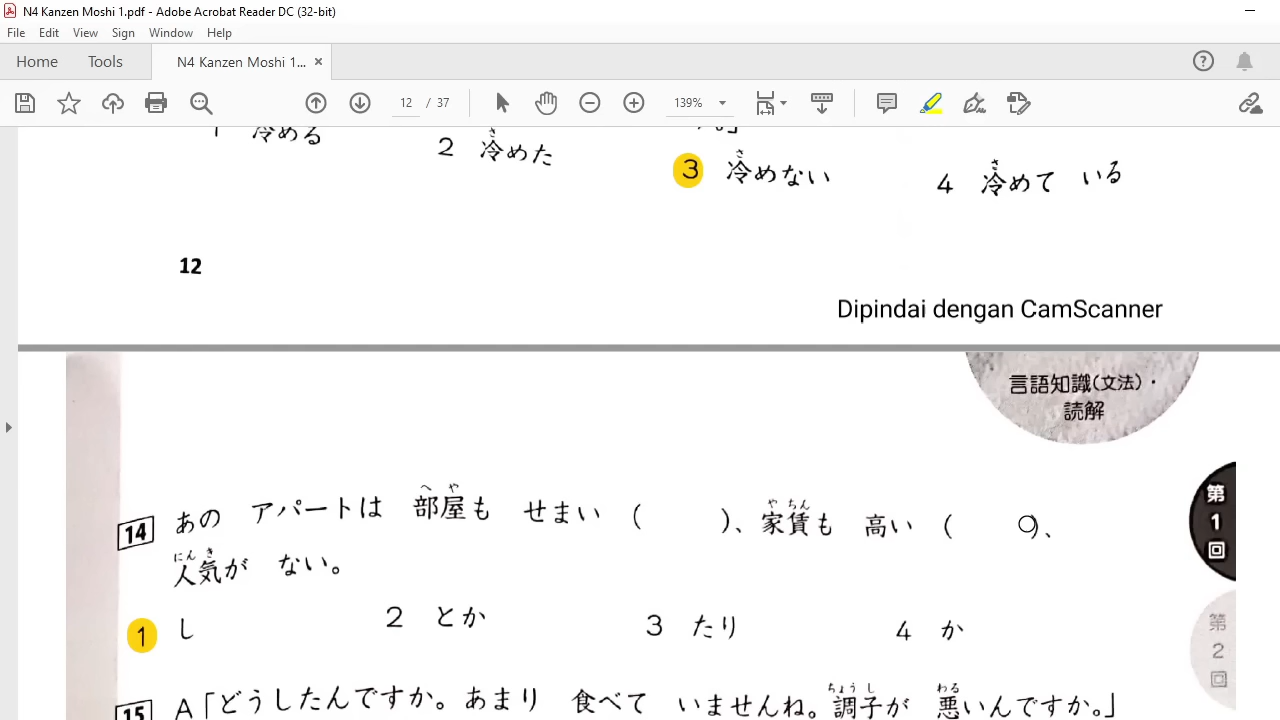 N4 Kanzen Moshi 1.pdf - Adobe Acrobat Reader DC (32-bit)
File Edit View Sign Window Help
Home Tools N4 Kanzen Moshi 1... ×
12 / 37 139%
1 冷める 2 冷めた
3 冷めない 4 冷めて いる
12
Dipindai dengan CamScanner
言語知識(文法)・
読解
14 あの アパートは 部屋も せまい ( )、家賃も 高い ( )、
人気が ない。
1 し 2 とか 3 たり 4 か
第
1
回
第
2
回
15 A「どうしたんですか。あまり 食べて いませんね。調子が 悪いんですか。」